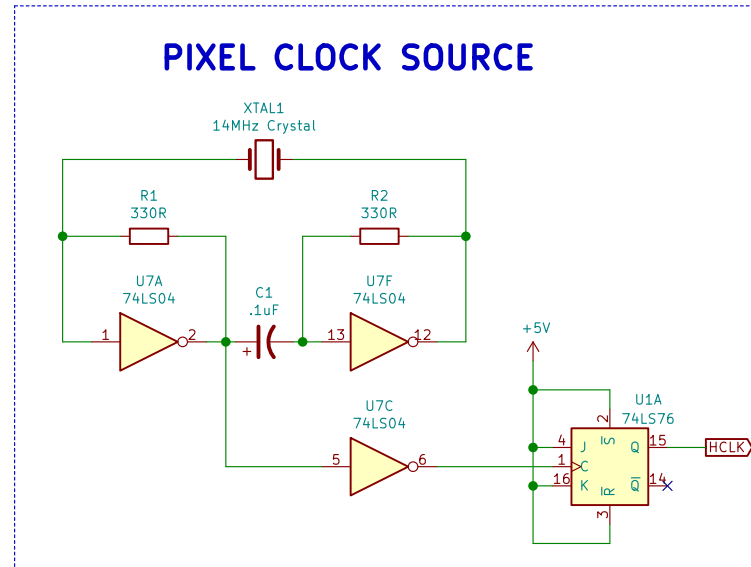 PIXEL CLOCK SOURCE
XTAL1
14MHz Crystal
R1
330R
R2
330R
U7A
74LS04
1
2
C1
.1uF
+
U7F
74LS04
13
12
+5V
U7C
74LS04
5
6
U1A
74LS76
2
S
4
J
Q
15
HCLK
1
C
16
K
R
Q
14
3